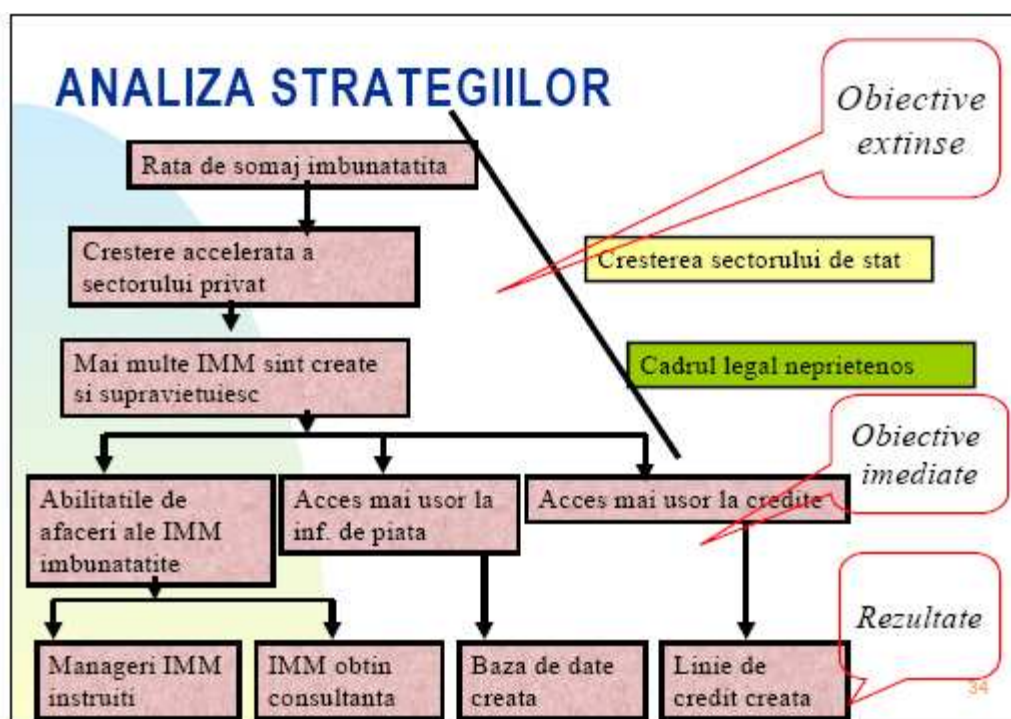 ANALIZA STRATEGIILOR
Obiective
extinse
Rata de somaj imbunatatita
Crestere accelerata a
sectorului privat
Cresterea sectorului de stat
Mai multe IMM sint create
si supravietuiesc
Cadrul legal neprietenos
Obiective
imediate
Abilitatile de
afaceri ale IMM
imbunatatite
Acces mai usor la
inf. de piata
Acces mai usor la credite
Rezultate
Manageri IMM
instruiti
IMM obtin
consultanta
Baza de date
creata
Linie de
credit creata
34